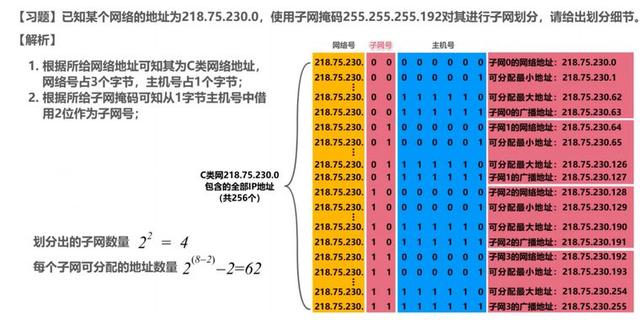 【习题】已知某个网络的地址为218.75.230.0，使用子网掩码255.255.255.192对其进行子网划分，请给出划分细节。
【解析】
1. 根据所给网络地址可知其为C类网络地址，
网络号占3个字节，主机号占1个字节；
2. 根据所给子网掩码可知从1字节主机号中借
用2位作为子网号；
划分出的子网数量 2^2 = 4
每个子网可分配的地址数量 2^(8−2)−2=62
C类网218.75.230.0
包含的全部IP地址
（共256个）
网络号 子网号 主机号
218.75.230. 0 0 0 0 0 0 0 0 子网0的网络地址：218.75.230.0
218.75.230. 0 0 0 0 0 0 0 1 可分配最小地址：218.75.230.1
⋮
218.75.230. 0 0 1 1 1 1 1 0 可分配最大地址：218.75.230.62
218.75.230. 0 0 1 1 1 1 1 1 子网0的广播地址：218.75.230.63
218.75.230. 0 1 0 0 0 0 0 0 子网1的网络地址：218.75.230.64
218.75.230. 0 1 0 0 0 0 0 1 可分配最小地址：218.75.230.65
⋮
218.75.230. 0 1 1 1 1 1 1 0 可分配最大地址：218.75.230.126
218.75.230. 0 1 1 1 1 1 1 1 子网1的广播地址：218.75.230.127
218.75.230. 1 0 0 0 0 0 0 0 子网2的网络地址：218.75.230.128
218.75.230. 1 0 0 0 0 0 0 1 可分配最小地址：218.75.230.129
⋮
218.75.230. 1 0 1 1 1 1 1 0 可分配最大地址：218.75.230.190
218.75.230. 1 0 1 1 1 1 1 1 子网2的广播地址：218.75.230.191
218.75.230. 1 1 0 0 0 0 0 0 子网3的网络地址：218.75.230.192
218.75.230. 1 1 0 0 0 0 0 1 可分配最小地址：218.75.230.193
⋮
218.75.230. 1 1 1 1 1 1 1 0 可分配最大地址：218.75.230.254
218.75.230. 1 1 1 1 1 1 1 1 子网3的广播地址：218.75.230.255